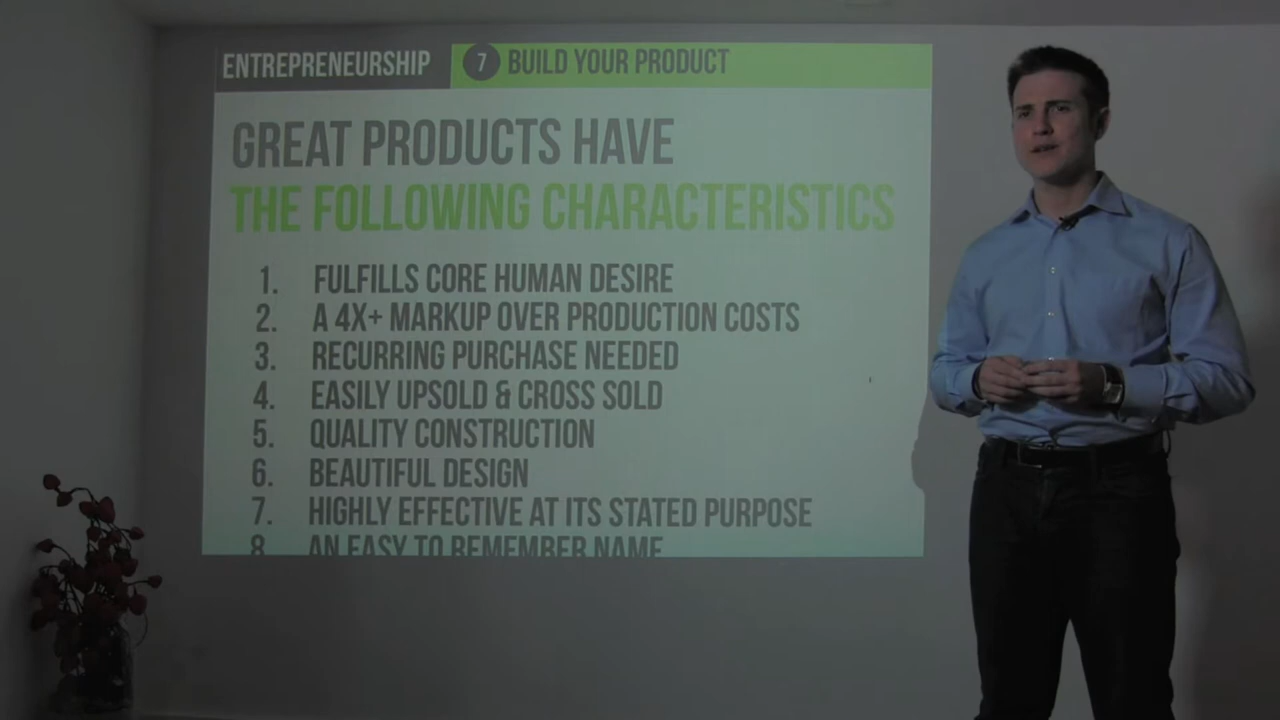 ENTREPRENEURSHIP
7 BUILD YOUR PRODUCT
GREAT PRODUCTS HAVE
THE FOLLOWING CHARACTERISTICS
1. FULFILLS CORE HUMAN DESIRE
2. A 4X+ MARKUP OVER PRODUCTION COSTS
3. RECURRING PURCHASE NEEDED
4. EASILY UPSOLD & CROSS SOLD
5. QUALITY CONSTRUCTION
6. BEAUTIFUL DESIGN
7. HIGHLY EFFECTIVE AT ITS STATED PURPOSE
8 AN EASY TO REMEMBER NAME